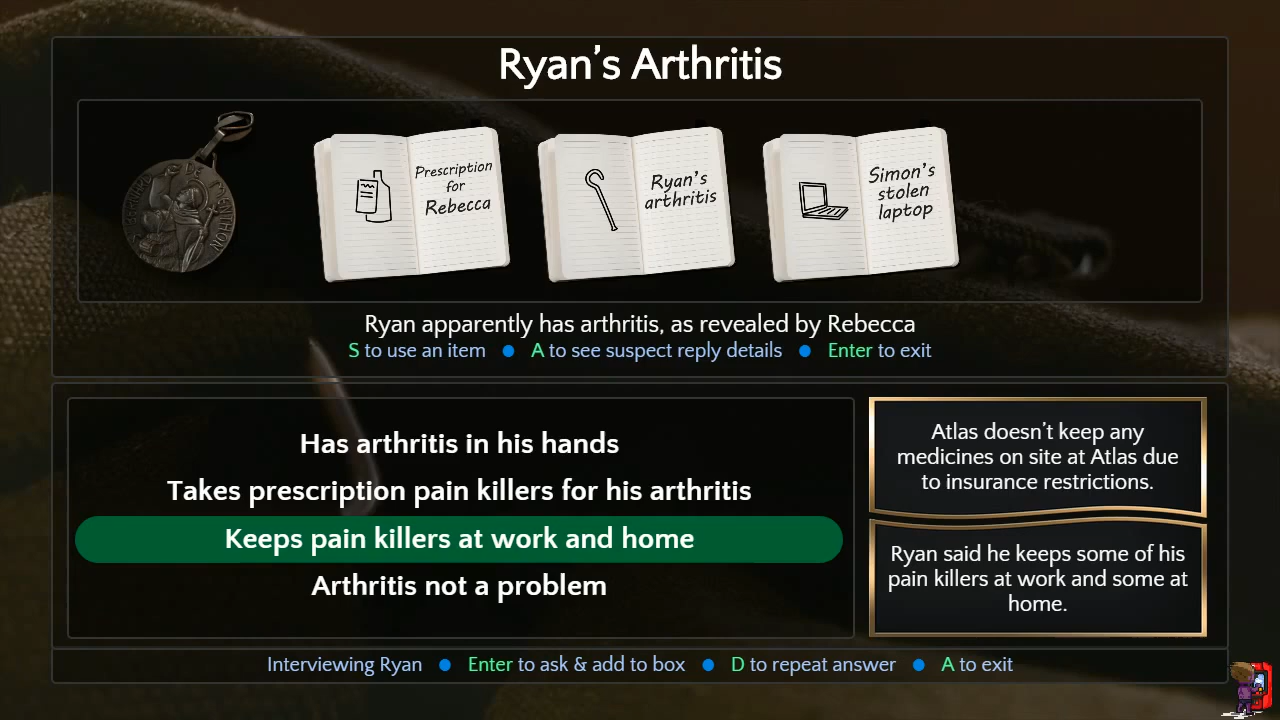 Ryan's Arthritis
DE
MENTHON
Prescription
for
Rebecca
Ryan's
arthritis
Simon's
stolen
laptop
Ryan apparently has arthritis, as revealed by Rebecca
S to use an item ● A to see suspect reply details ● Enter to exit
Has arthritis in his hands
Takes prescription pain killers for his arthritis
Keeps pain killers at work and home
Arthritis not a problem
Atlas doesn't keep any
medicines on site at Atlas due
to insurance restrictions.
Ryan said he keeps some of his
pain killers at work and some at
home.
Interviewing Ryan ● Enter to ask & add to box ● D to repeat answer ● A to exit